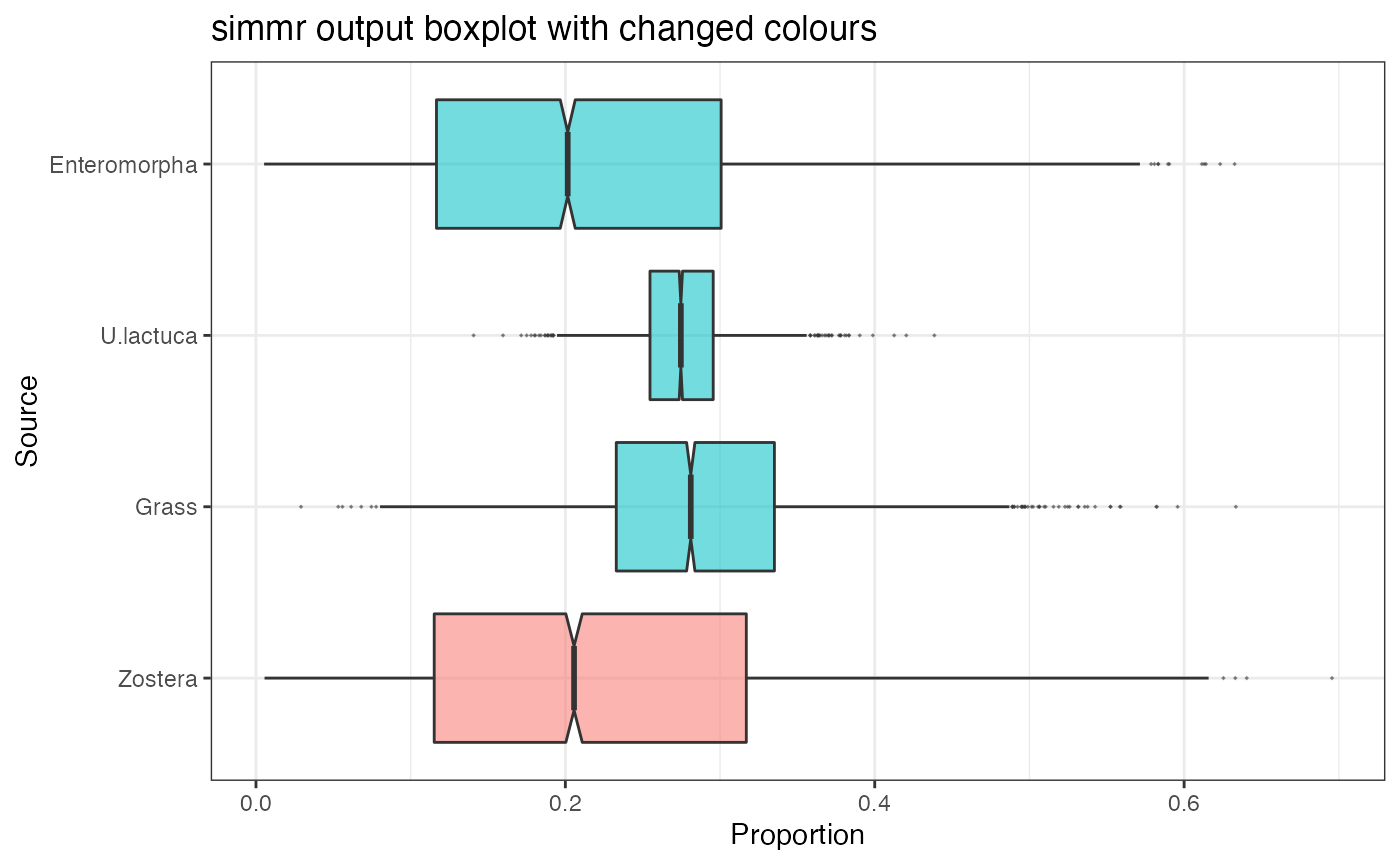 simmr output boxplot with changed colours
Enteromorpha
U.lactuca
Grass
Zostera
Source
0.0 0.2 0.4 0.6
Proportion